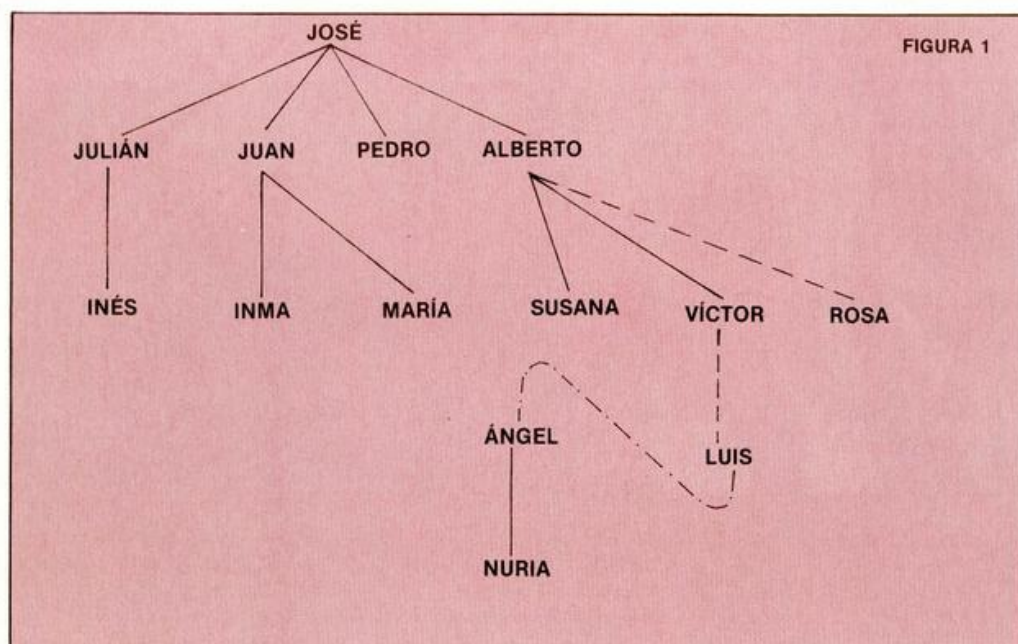 JOSÉ
FIGURA 1
JULIÁN JUAN PEDRO ALBERTO
INÉS INMA MARÍA SUSANA VÍCTOR ROSA
ÁNGEL
LUIS
NURIA